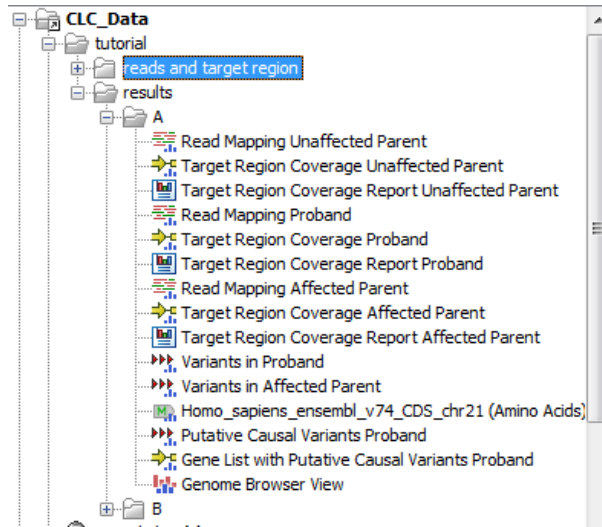 CLC_Data
tutorial
reads and target region
results
A
Read Mapping Unaffected Parent
Target Region Coverage Unaffected Parent
Target Region Coverage Report Unaffected Parent
Read Mapping Proband
Target Region Coverage Proband
Target Region Coverage Report Proband
Read Mapping Affected Parent
Target Region Coverage Affected Parent
Target Region Coverage Report Affected Parent
Variants in Proband
Variants in Affected Parent
Homo_sapiens_ensembl_v74_CDS_chr21 (Amino Acids)
Putative Causal Variants Proband
Gene List with Putative Causal Variants Proband
Genome Browser View
B